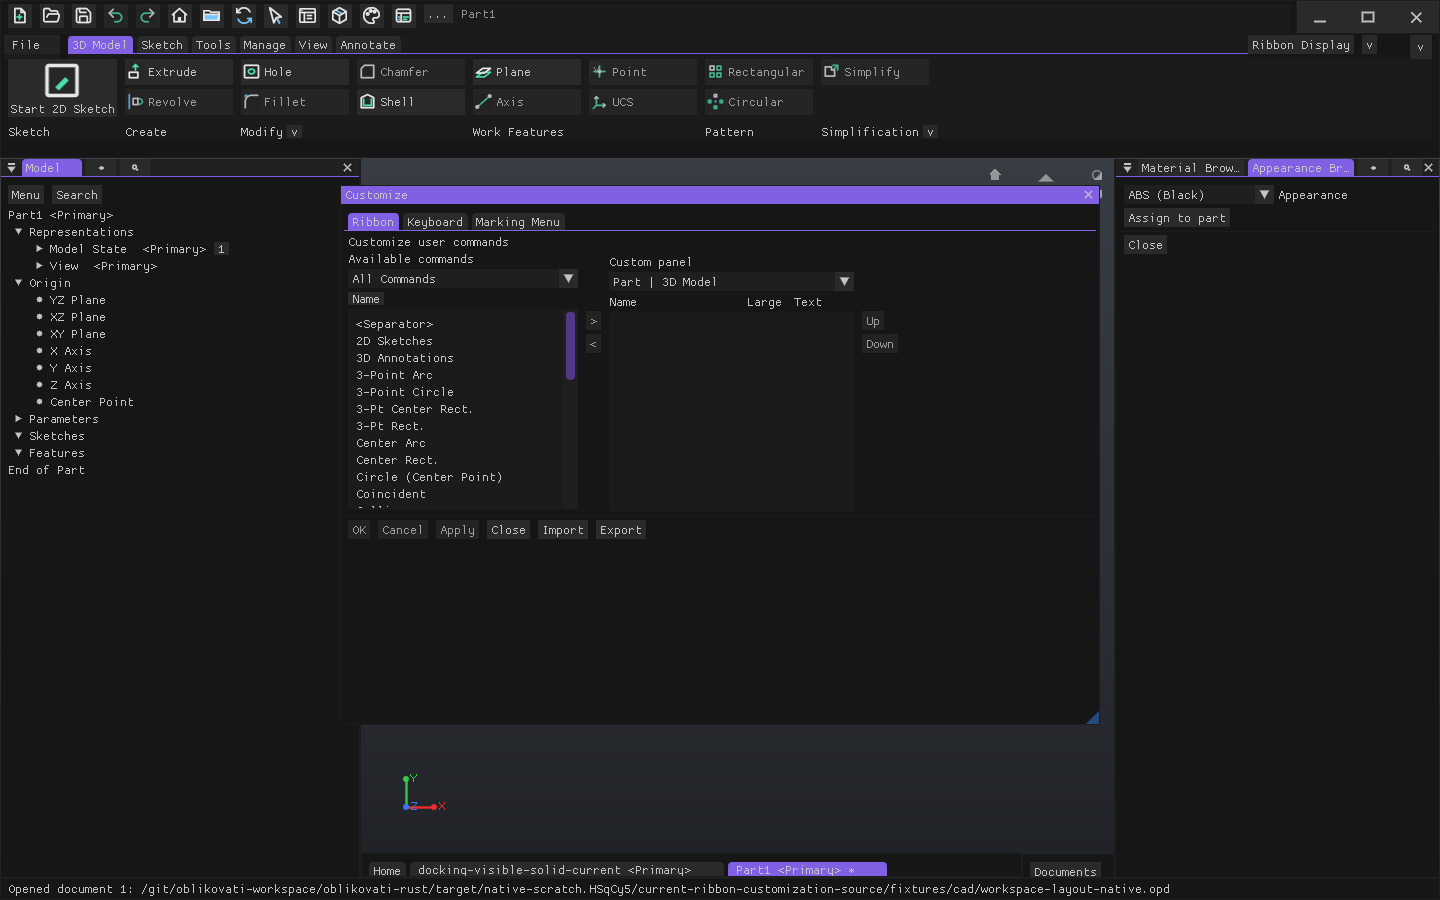 ... Part1
File 3D Model Sketch Tools Manage View Annotate Ribbon Display v v
Start 2D Sketch Extrude Hole Chamfer Plane Point Rectangular Simplify
Revolve Fillet Shell Axis UCS Circular
Sketch Create Modify v Work Features Pattern Simplification v
Model
Menu Search
Part1 <Primary>
Representations
Model State <Primary> 1
View <Primary>
Origin
YZ Plane
XZ Plane
XY Plane
X Axis
Y Axis
Z Axis
Center Point
Parameters
Sketches
Features
End of Part
Customize
Ribbon Keyboard Marking Menu
Customize user commands
Available commands
All Commands
Name
<Separator>
2D Sketches
3D Annotations
3-Point Arc
3-Point Circle
3-Pt Center Rect.
3-Pt Rect.
Center Arc
Center Rect.
Circle (Center Point)
Coincident
>
<
Custom panel
Part | 3D Model
Name Large Text
Up
Down
OK Cancel Apply Close Import Export
Material Brow… Appearance Br…
ABS (Black) Appearance
Assign to part
Close
Y
Z X
Home docking-visible-solid-current <Primary> Part1 <Primary> * Documents
Opened document 1: /git/oblikovati-workspace/oblikovati-rust/target/native-scratch.HSqCy5/current-ribbon-customization-source/fixtures/cad/workspace-layout-native.opd